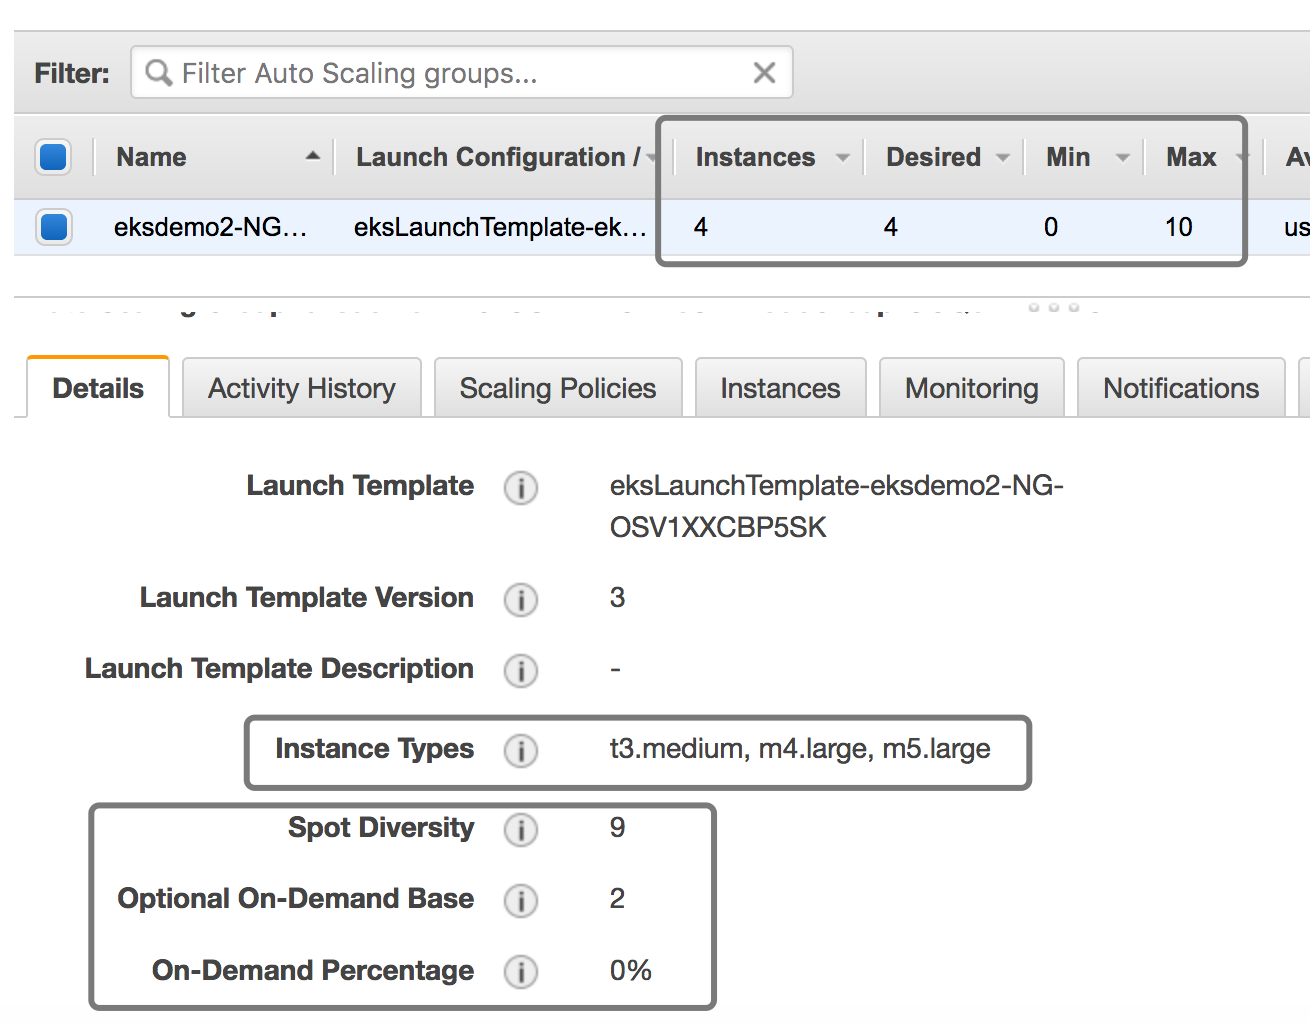 Filter: Filter Auto Scaling groups...
Name Launch Configuration / Instances Desired Min Max Av
eksdemo2-NG... eksLaunchTemplate-ek... 4 4 0 10 us
Details Activity History Scaling Policies Instances Monitoring Notifications
Launch Template eksLaunchTemplate-eksdemo2-NG-
OSV1XXCBP5SK
Launch Template Version 3
Launch Template Description -
Instance Types t3.medium, m4.large, m5.large
Spot Diversity 9
Optional On-Demand Base 2
On-Demand Percentage 0%